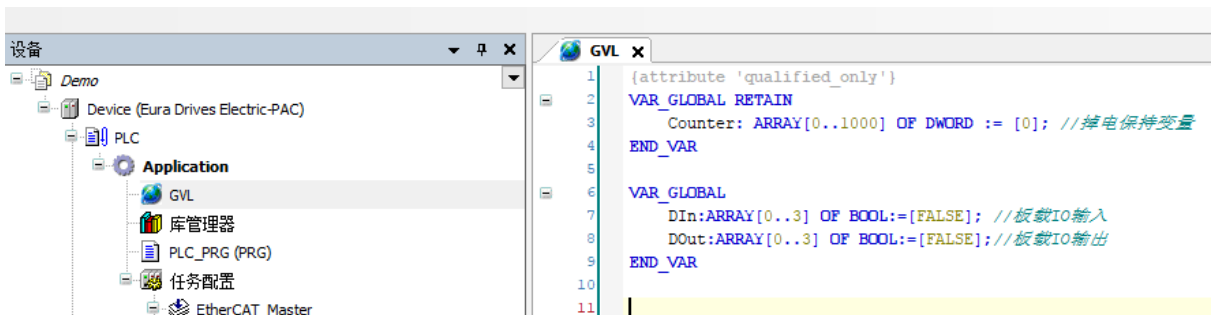 设备
Demo
Device (Eura Drives Electric-PAC)
PLC
Application
GVL
库管理器
PLC_PRG (PRG)
任务配置
EtherCAT_Master
GVL
1 {attribute 'qualified_only'}
2 VAR_GLOBAL RETAIN
3 Counter: ARRAY[0..1000] OF DWORD := [0]; //掉电保持变量
4 END_VAR
5
6 VAR_GLOBAL
7 DIn:ARRAY[0..3] OF BOOL:=[FALSE]; //板载IO输入
8 DOut:ARRAY[0..3] OF BOOL:=[FALSE];//板载IO输出
9 END_VAR
10
11